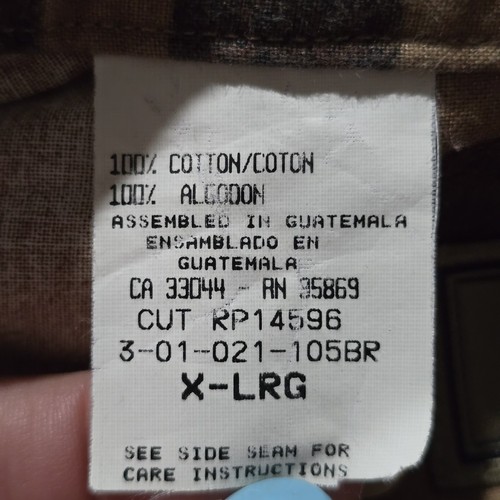 100% COTTON/COTON
100% ALGODON
ASSEMBLED IN GUATEMALA
ENSAMBLADO EN
GUATEMALA
CA 33044 - RN 35869
CUT RP14596
3-01-021-105BR
X-LRG
SEE SIDE SEAM FOR
CARE INSTRUCTIONS